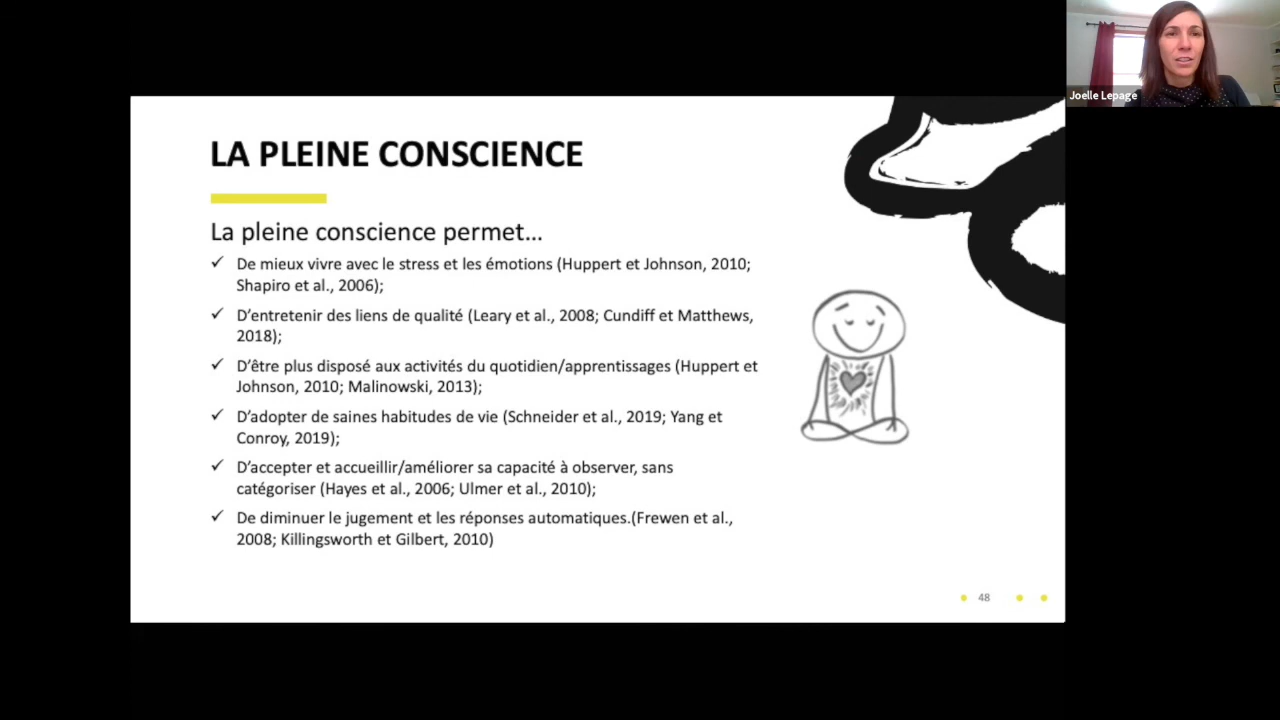 Joelle Lepage
LA PLEINE CONSCIENCE
La pleine conscience permet...
✓ De mieux vivre avec le stress et les émotions (Huppert et Johnson, 2010;
Shapiro et al., 2006);
✓ D'entretenir des liens de qualité (Leary et al., 2008; Cundiff et Matthews,
2018);
✓ D'être plus disposé aux activités du quotidien/apprentissages (Huppert et
Johnson, 2010; Malinowski, 2013);
✓ D'adopter de saines habitudes de vie (Schneider et al., 2019; Yang et
Conroy, 2019);
✓ D'accepter et accueillir/améliorer sa capacité à observer, sans
catégoriser (Hayes et al., 2006; Ulmer et al., 2010);
✓ De diminuer le jugement et les réponses automatiques.(Frewen et al.,
2008; Killingsworth et Gilbert, 2010)
48